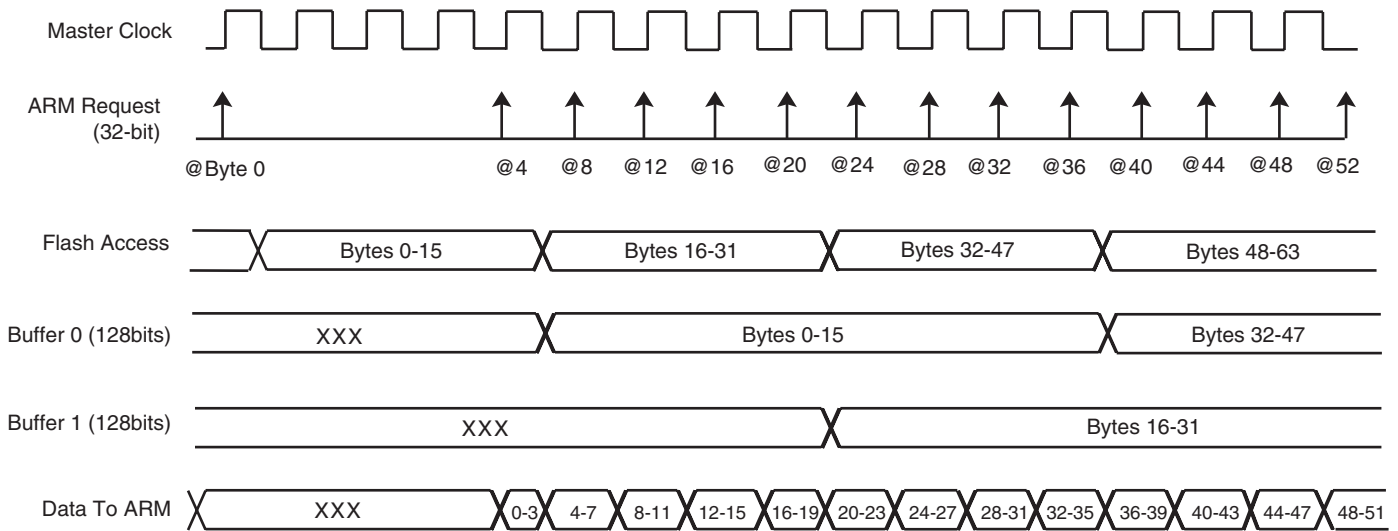 Master Clock
ARM Request
(32-bit)
@Byte 0 @4 @8 @12 @16 @20 @24 @28 @32 @36 @40 @44 @48 @52
Flash Access Bytes 0-15 Bytes 16-31 Bytes 32-47 Bytes 48-63
Buffer 0 (128bits) XXX Bytes 0-15 Bytes 32-47
Buffer 1 (128bits) XXX Bytes 16-31
Data To ARM XXX 0-3 4-7 8-11 12-15 16-19 20-23 24-27 28-31 32-35 36-39 40-43 44-47 48-51